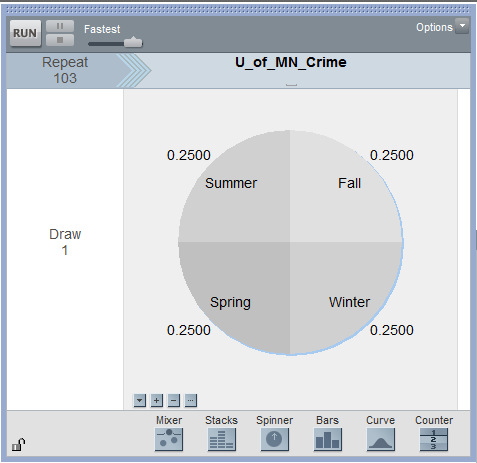 RUN
Fastest
Options
Repeat
103
U_of_MN_Crime
Draw
1
0.2500
0.2500
Summer
Fall
Spring
Winter
0.2500
0.2500
Mixer
Stacks
Spinner
Bars
Curve
Counter
1
2
3